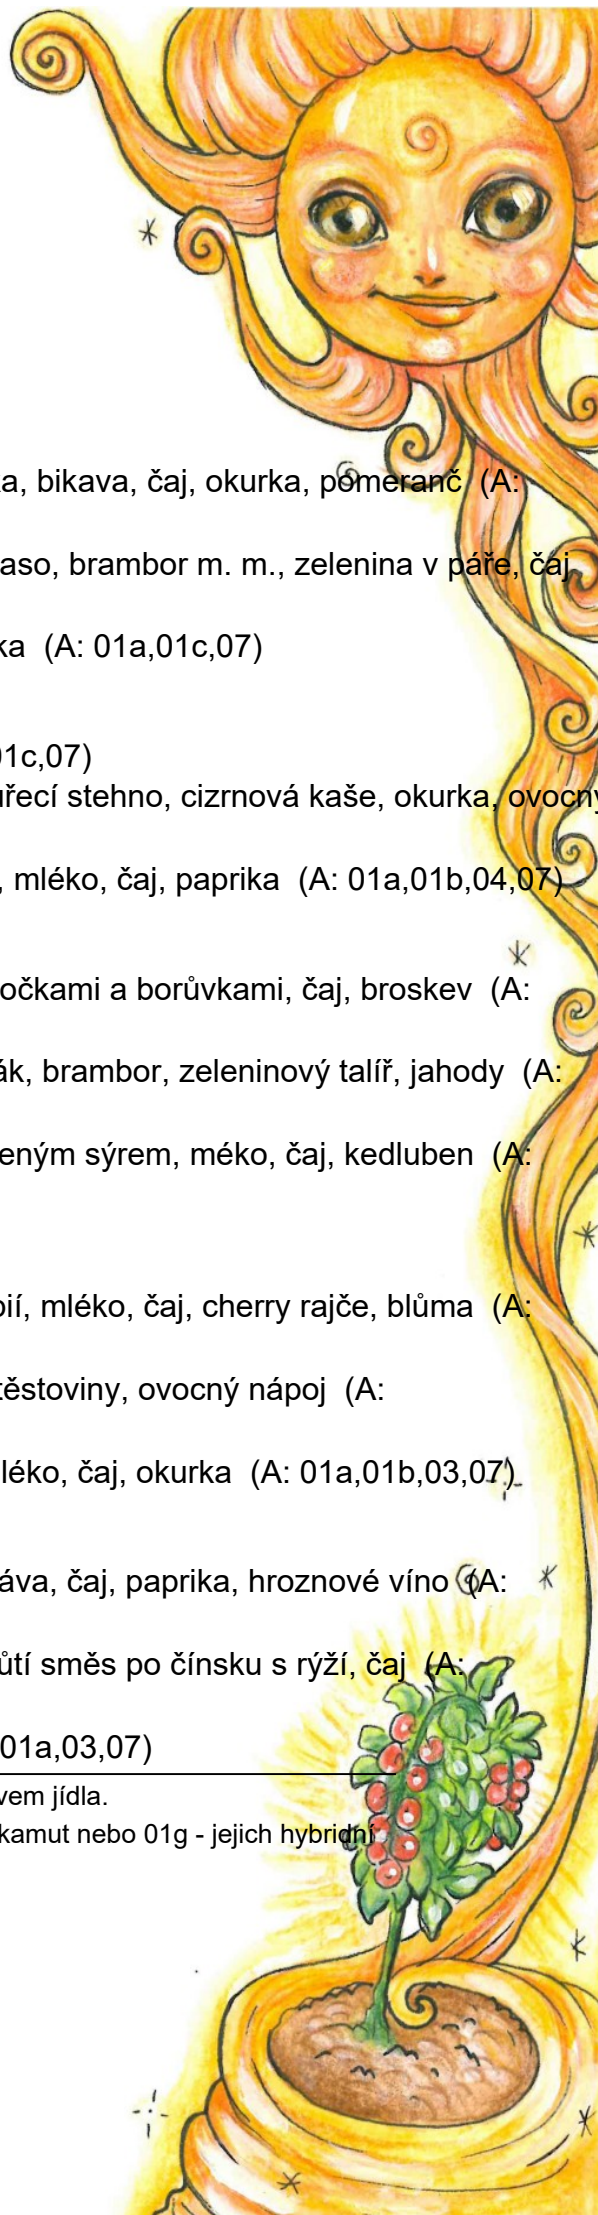 a, bikava, čaj, okurka, pomeranč (A:
aso, brambor m. m., zelenina v páře, čaj
ka (A: 01a,01c,07)
01c,07)
uřecí stehno, cizrnová kaše, okurka, ovocný
, mléko, čaj, paprika (A: 01a,01b,04,07)
očkami a borůvkami, čaj, broskev (A:
ák, brambor, zeleninový talíř, jahody (A:
eným sýrem, méko, čaj, kedluben (A:
pií, mléko, čaj, cherry rajče, blůma (A:
těstoviny, ovocný nápoj (A:
léko, čaj, okurka (A: 01a,01b,03,07)
áva, čaj, paprika, hroznové víno (A:
ůtí směs po čínsku s rýží, čaj (A:
01a,03,07)
vem jídla.
kamut nebo 01g - jejich hybridní